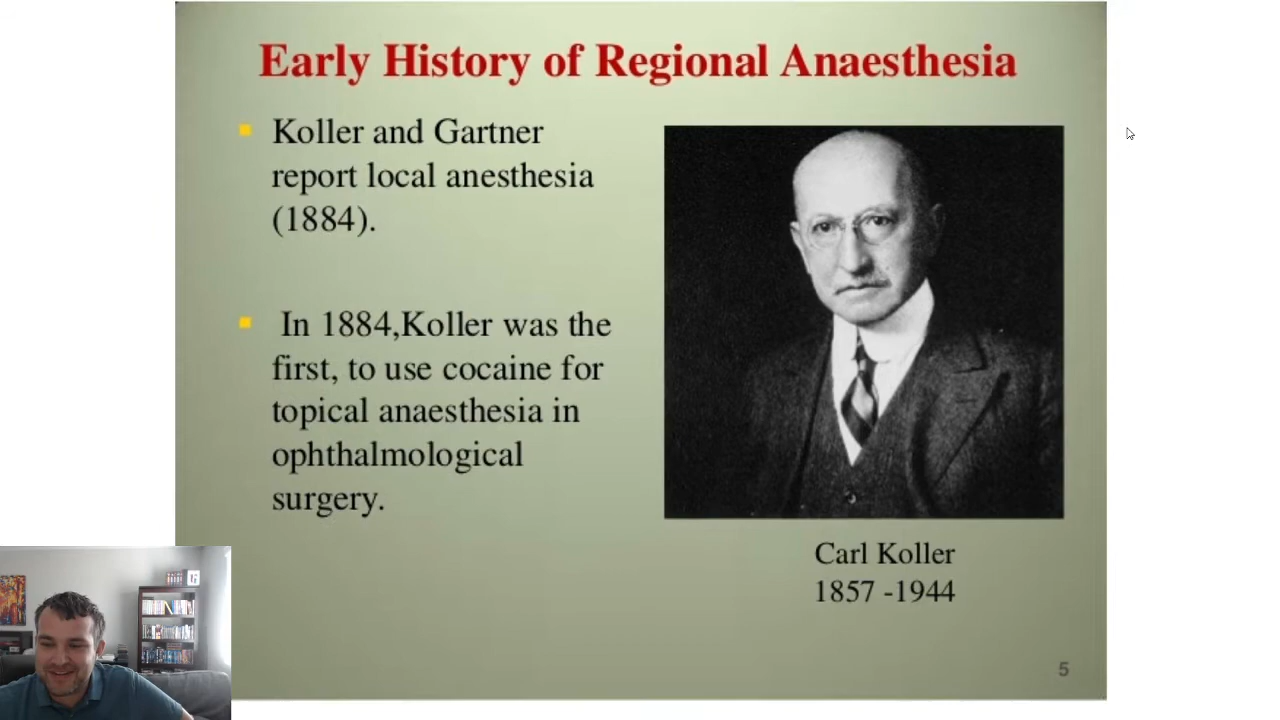 Early History of Regional Anaesthesia
Koller and Gartner
report local anesthesia
(1884).
In 1884,Koller was the
first, to use cocaine for
topical anaesthesia in
ophthalmological
surgery.
Carl Koller
1857 -1944
5